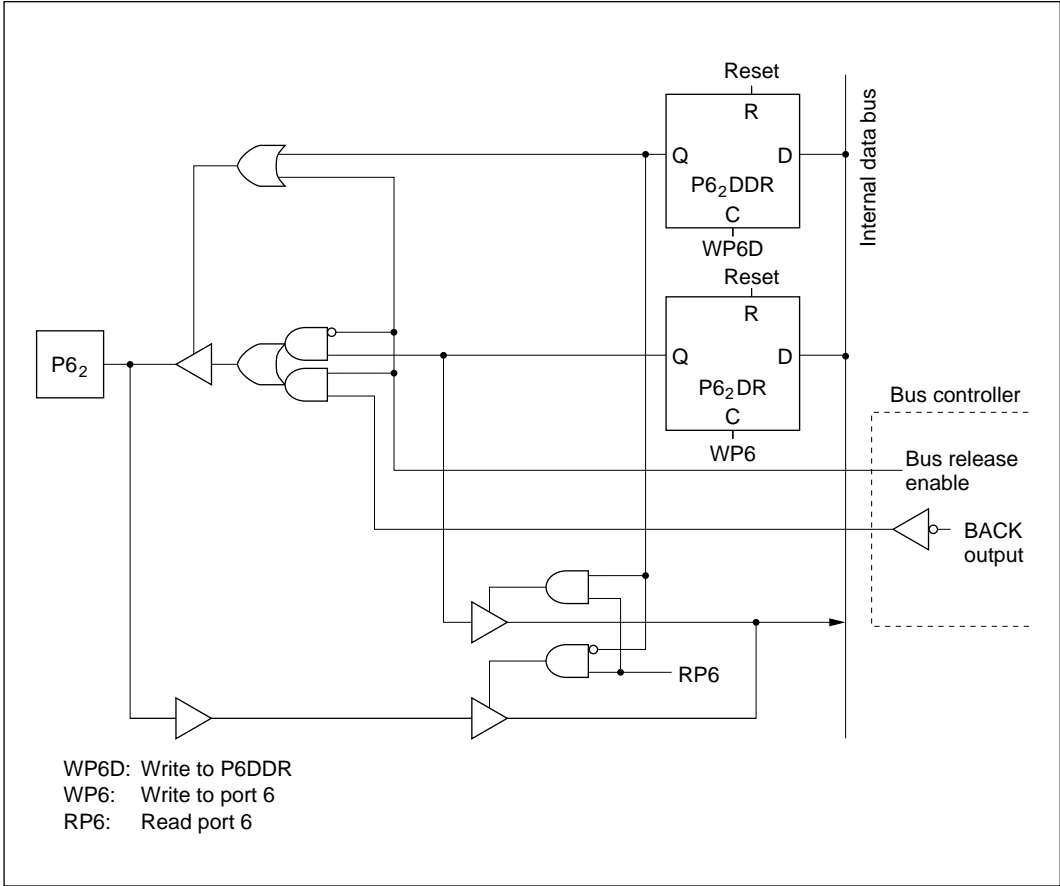 Reset
R
Q
D
P6₂DDR
C
WP6D
Internal data bus
Reset
R
P6₂
Q
D
P6₂DR
C
WP6
Bus controller
Bus release
enable
BACK
output
RP6
WP6D: Write to P6DDR
WP6: Write to port 6
RP6: Read port 6